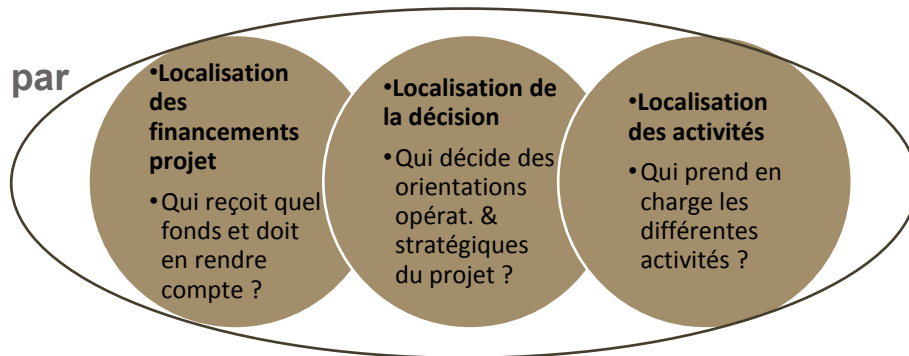 par
•Localisation
des
financements
projet
•Qui reçoit quel
fonds et doit
en rendre
compte ?
•Localisation de
la décision
•Qui décide des
orientations
opérat. &
stratégiques
du projet ?
•Localisation
des activités
•Qui prend en
charge les
différentes
activités ?